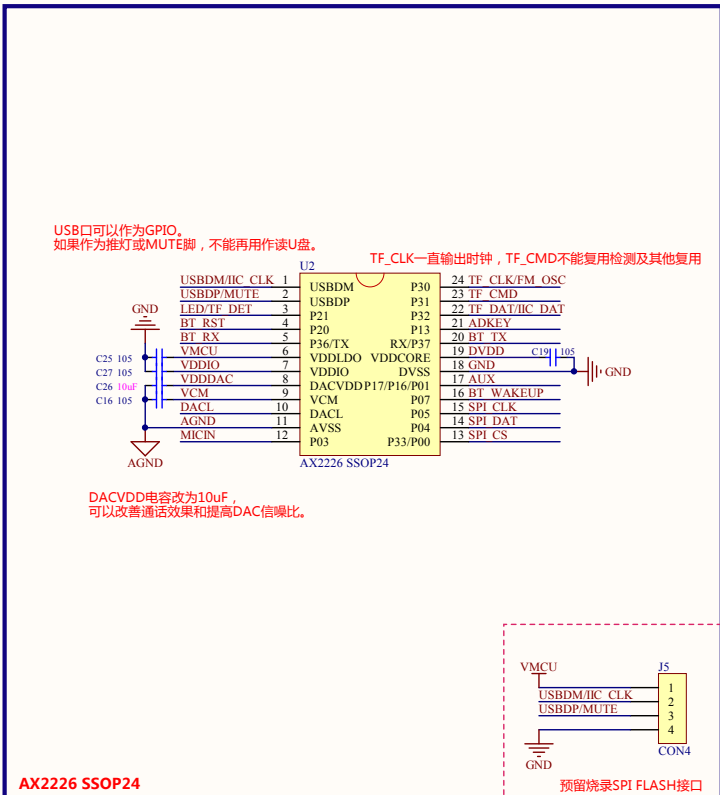 USB口可以作为GPIO。
如果作为推灯或MUTE脚，不能再用作读U盘。
TF_CLK一直输出时钟，TF_CMD不能复用检测及其他复用
U2
USBDM/IIC_CLK 1 USBDM P30 24 TF_CLK/FM_OSC
USBDP/MUTE 2 USBDP P31 23 TF_CMD
LED/TF_DET 3 P21 P32 22 TF_DAT/IIC_DAT
GND
BT_RST 4 P20 P13 21 ADKEY
BT_RX 5 P36/TX RX/P37 20 BT_TX
C25 105 VMCU 6 VDDLDO VDDCORE 19 DVDD C19 105
C27 105 VDDIO 7 VDDIO DVSS 18 GND
GND
C26 10uF VDDDAC 8 DACVDD P17/P16/P01 17 AUX
C16 105 VCM 9 VCM P07 16 BT_WAKEUP
DACL 10 DACL P05 15 SPI_CLK
AGND 11 AVSS P04 14 SPI_DAT
MICIN 12 P03 P33/P00 13 SPI_CS
AGND
AX2226 SSOP24
DACVDD电容改为10uF，
可以改善通话效果和提高DAC信噪比。
VMCU
J5
1
USBDM/IIC_CLK 2
USBDP/MUTE 3
4
CON4
GND
AX2226 SSOP24
预留烧录SPI FLASH接口